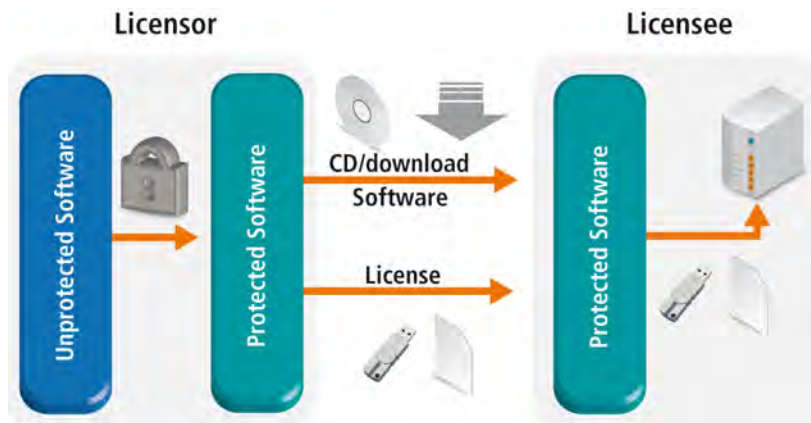 Licensor
Licensee
Unprotected Software
Protected Software
CD/download
Software
License
Protected Software